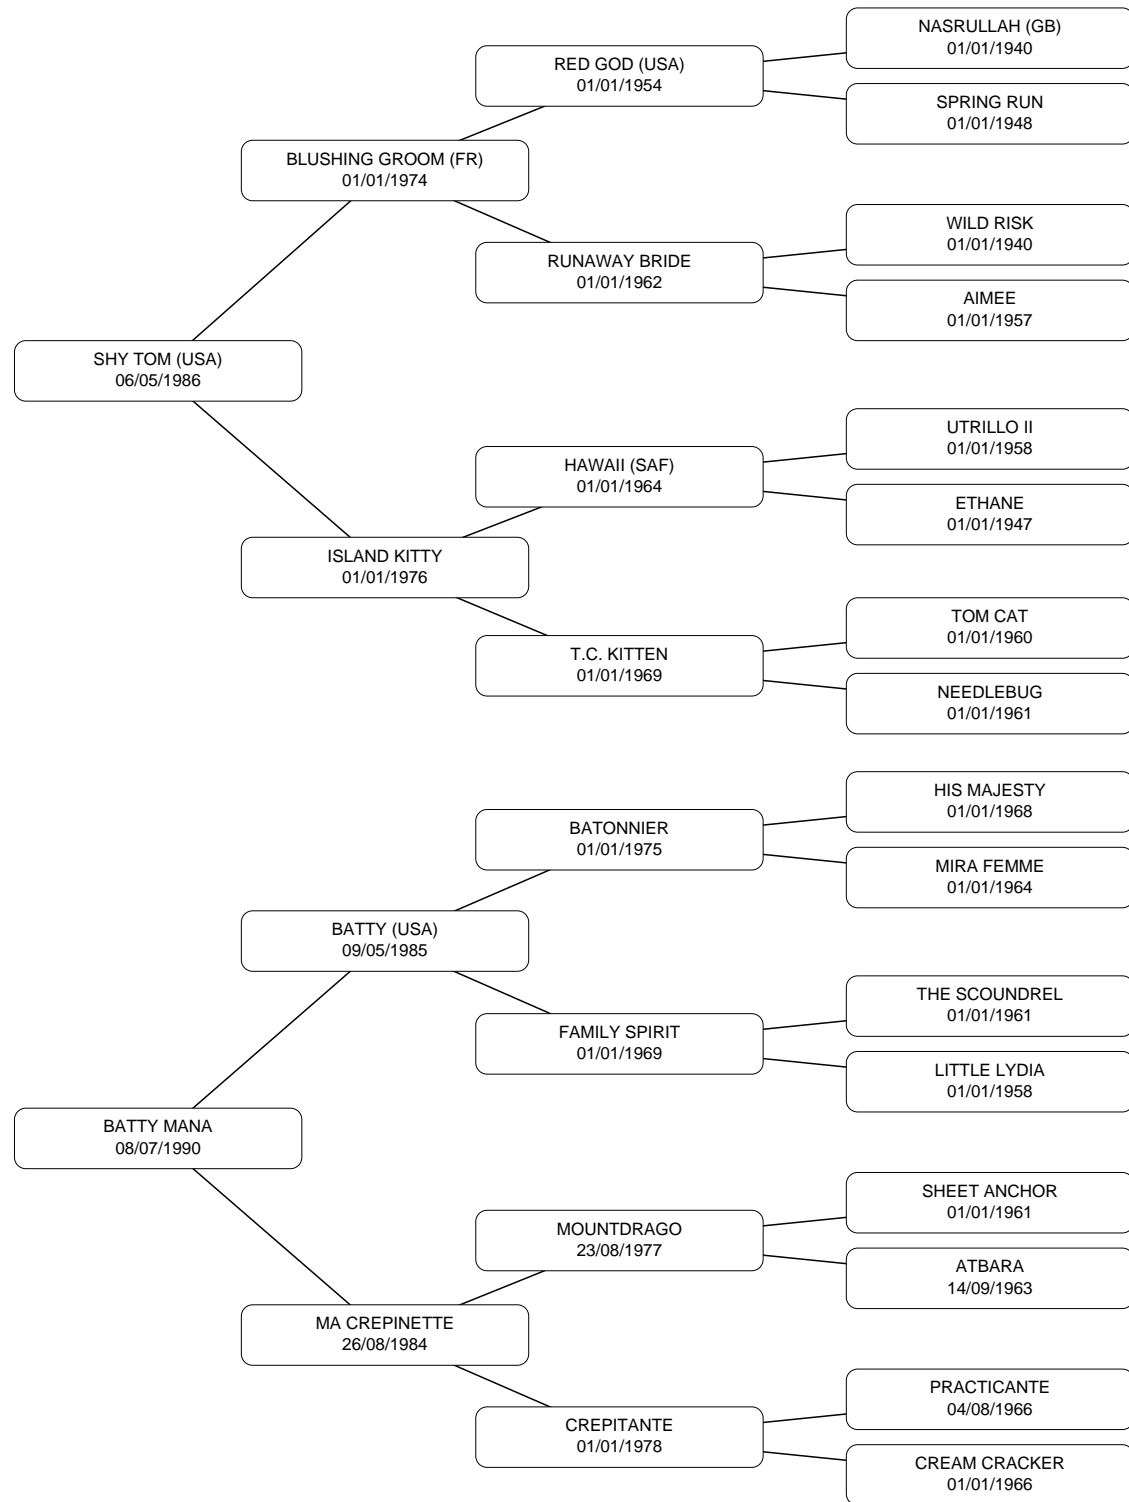 NASRULLAH (GB)
01/01/1940
RED GOD (USA)
01/01/1954
SPRING RUN
01/01/1948
BLUSHING GROOM (FR)
01/01/1974
WILD RISK
01/01/1940
RUNAWAY BRIDE
01/01/1962
AIMEE
01/01/1957
SHY TOM (USA)
06/05/1986
UTRILLO II
01/01/1958
HAWAII (SAF)
01/01/1964
ETHANE
01/01/1947
ISLAND KITTY
01/01/1976
TOM CAT
01/01/1960
T.C. KITTEN
01/01/1969
NEEDLEBUG
01/01/1961
HIS MAJESTY
01/01/1968
BATONNIER
01/01/1975
MIRA FEMME
01/01/1964
BATTY (USA)
09/05/1985
THE SCOUNDREL
01/01/1961
FAMILY SPIRIT
01/01/1969
LITTLE LYDIA
01/01/1958
BATTY MANA
08/07/1990
SHEET ANCHOR
01/01/1961
MOUNTDRAGO
23/08/1977
ATBARA
14/09/1963
MA CREPINETTE
26/08/1984
PRACTICANTE
04/08/1966
CREPITANTE
01/01/1978
CREAM CRACKER
01/01/1966